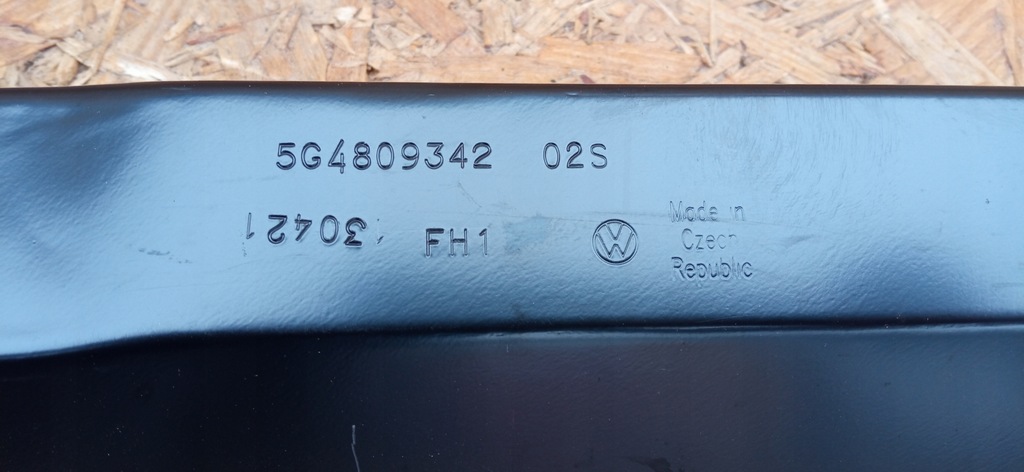 5G4809342 02S
30421 FH1
Made in
Czech
Republic